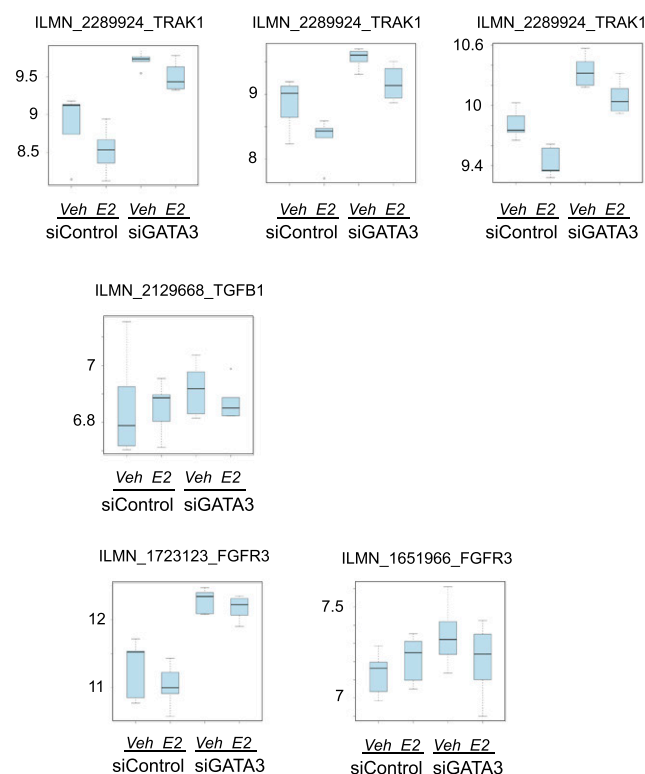 ILMN_2289924_TRAK1 ILMN_2289924_TRAK1 ILMN_2289924_TRAK1
9.5
9
8.5
Veh E2 Veh E2
siControl siGATA3
9
8
Veh E2 Veh E2
siControl siGATA3
10.6
10
9.4
Veh E2 Veh E2
siControl siGATA3
ILMN_2129668_TGFB1
7
6.8
Veh E2 Veh E2
siControl siGATA3
ILMN_1723123_FGFR3
12
11
Veh E2 Veh E2
siControl siGATA3
ILMN_1651966_FGFR3
7.5
7
Veh E2 Veh E2
siControl siGATA3